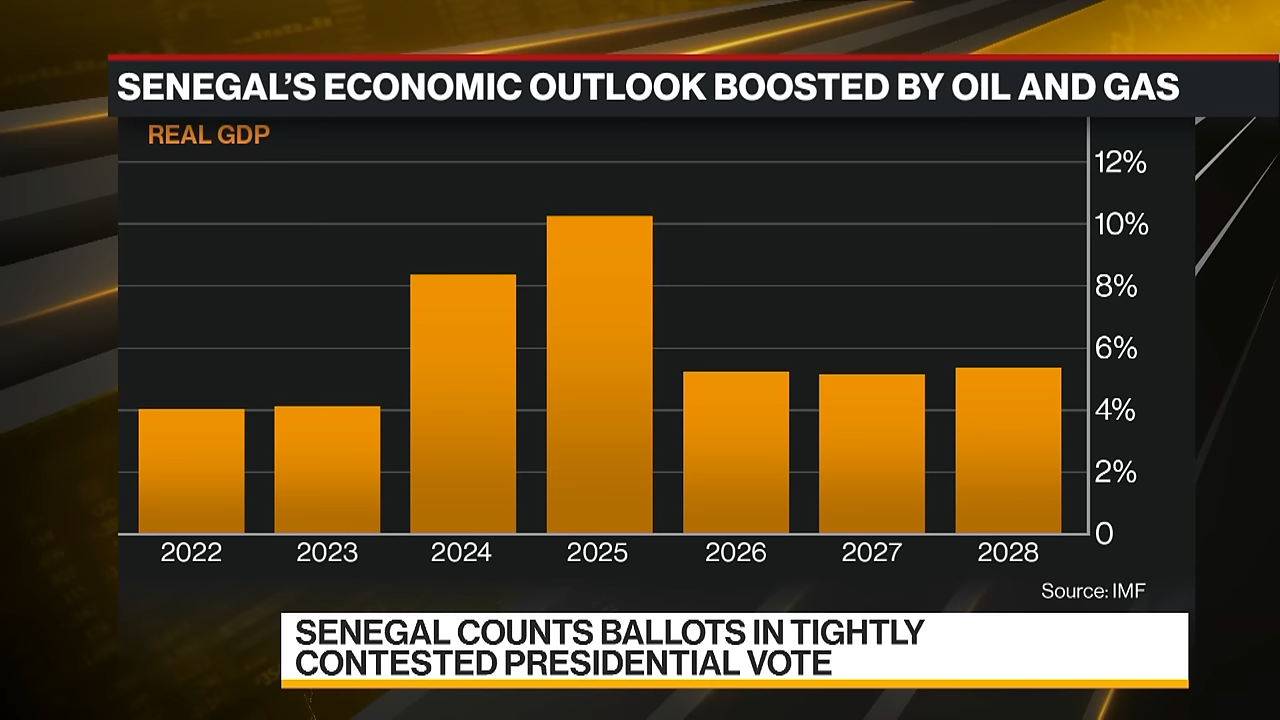 SENEGAL'S ECONOMIC OUTLOOK BOOSTED BY OIL AND GAS
REAL GDP
12%
10%
8%
6%
4%
2%
0
2022 2023 2024 2025 2026 2027 2028
Source: IMF
SENEGAL COUNTS BALLOTS IN TIGHTLY
CONTESTED PRESIDENTIAL VOTE